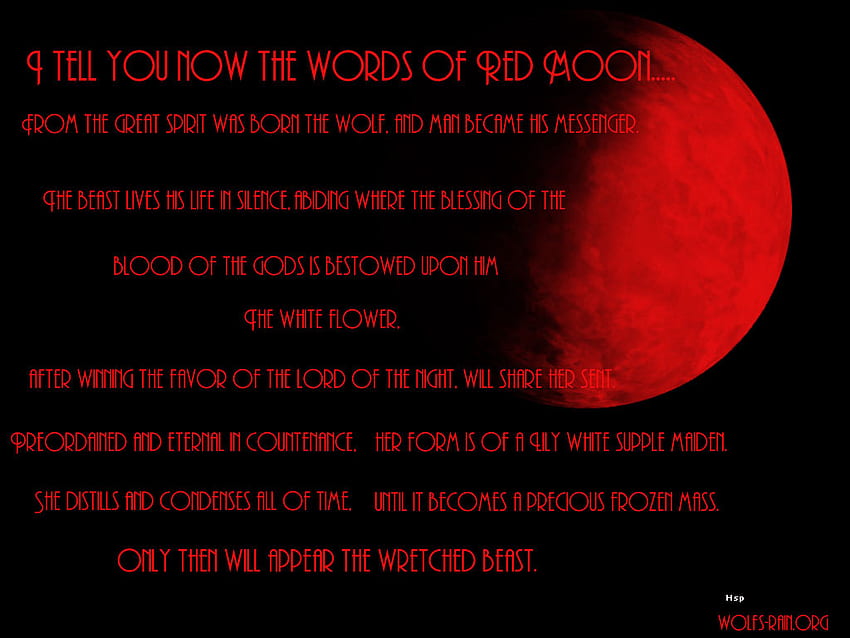 I tell you now the words of Red Moon.....
From the great spirit was born the wolf, and man became his messenger.
The beast lives his life in silence, abiding where the blessing of the
blood of the gods is bestowed upon him
The white flower,
after winning the favor of the lord of the night, will share her sent.
Preordained and eternal in countenance, her form is of a Lily white supple maiden.
She distills and condenses all of time, until it becomes a precious frozen mass.
only then will appear the wretched beast.
Hsp
wolfs-rain.org